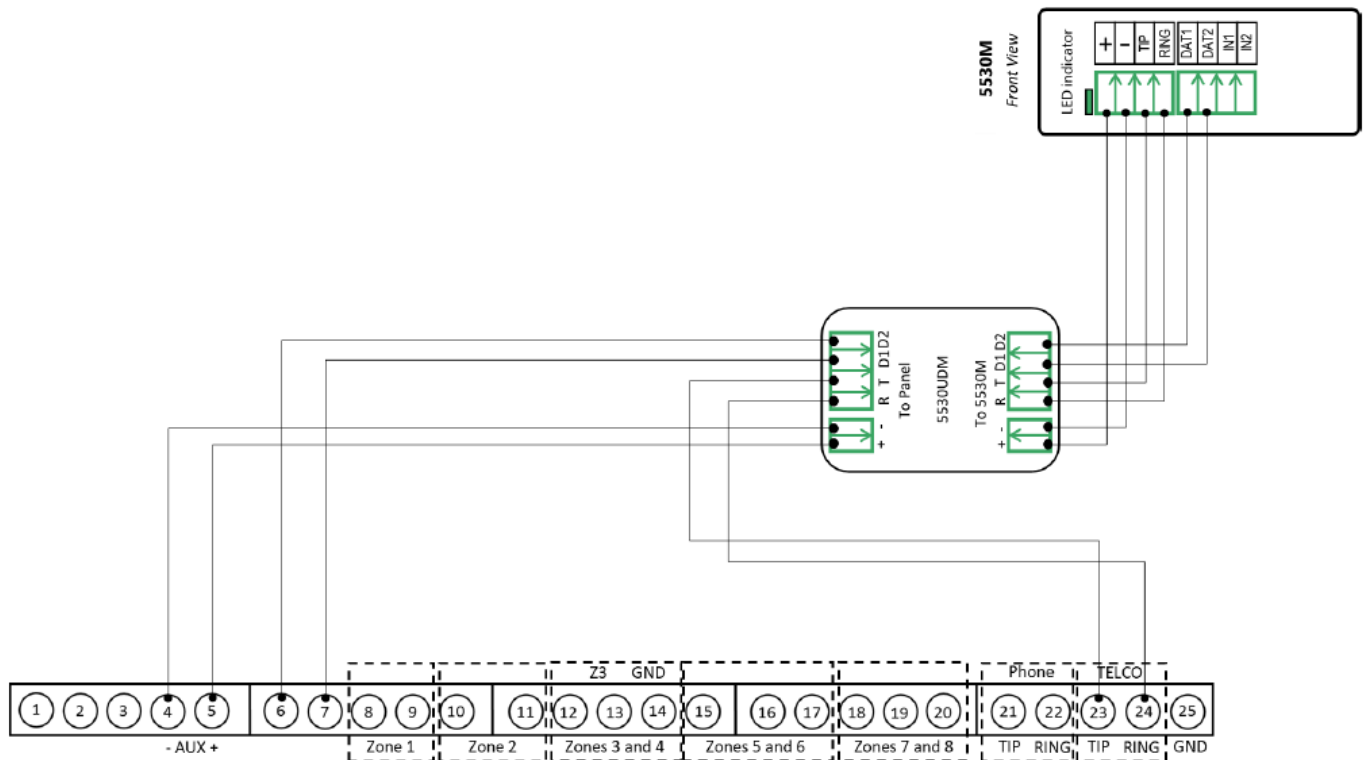 5530M
Front View
LED indicator
+
-
TIP
RING
DAT1
DAT2
IN1
IN2
D2
D1
T
R
-
+
To Panel
5530UDM
To 5530M
D2
D1
T
R
-
+
Z3 GND
Phone
TELCO
1 2 3 4 5 6 7 8 9 10 11 12 13 14 15 16 17 18 19 20 21 22 23 24 25
- AUX +
Zone 1
Zone 2
Zones 3 and 4
Zones 5 and 6
Zones 7 and 8
TIP RING
TIP RING
GND